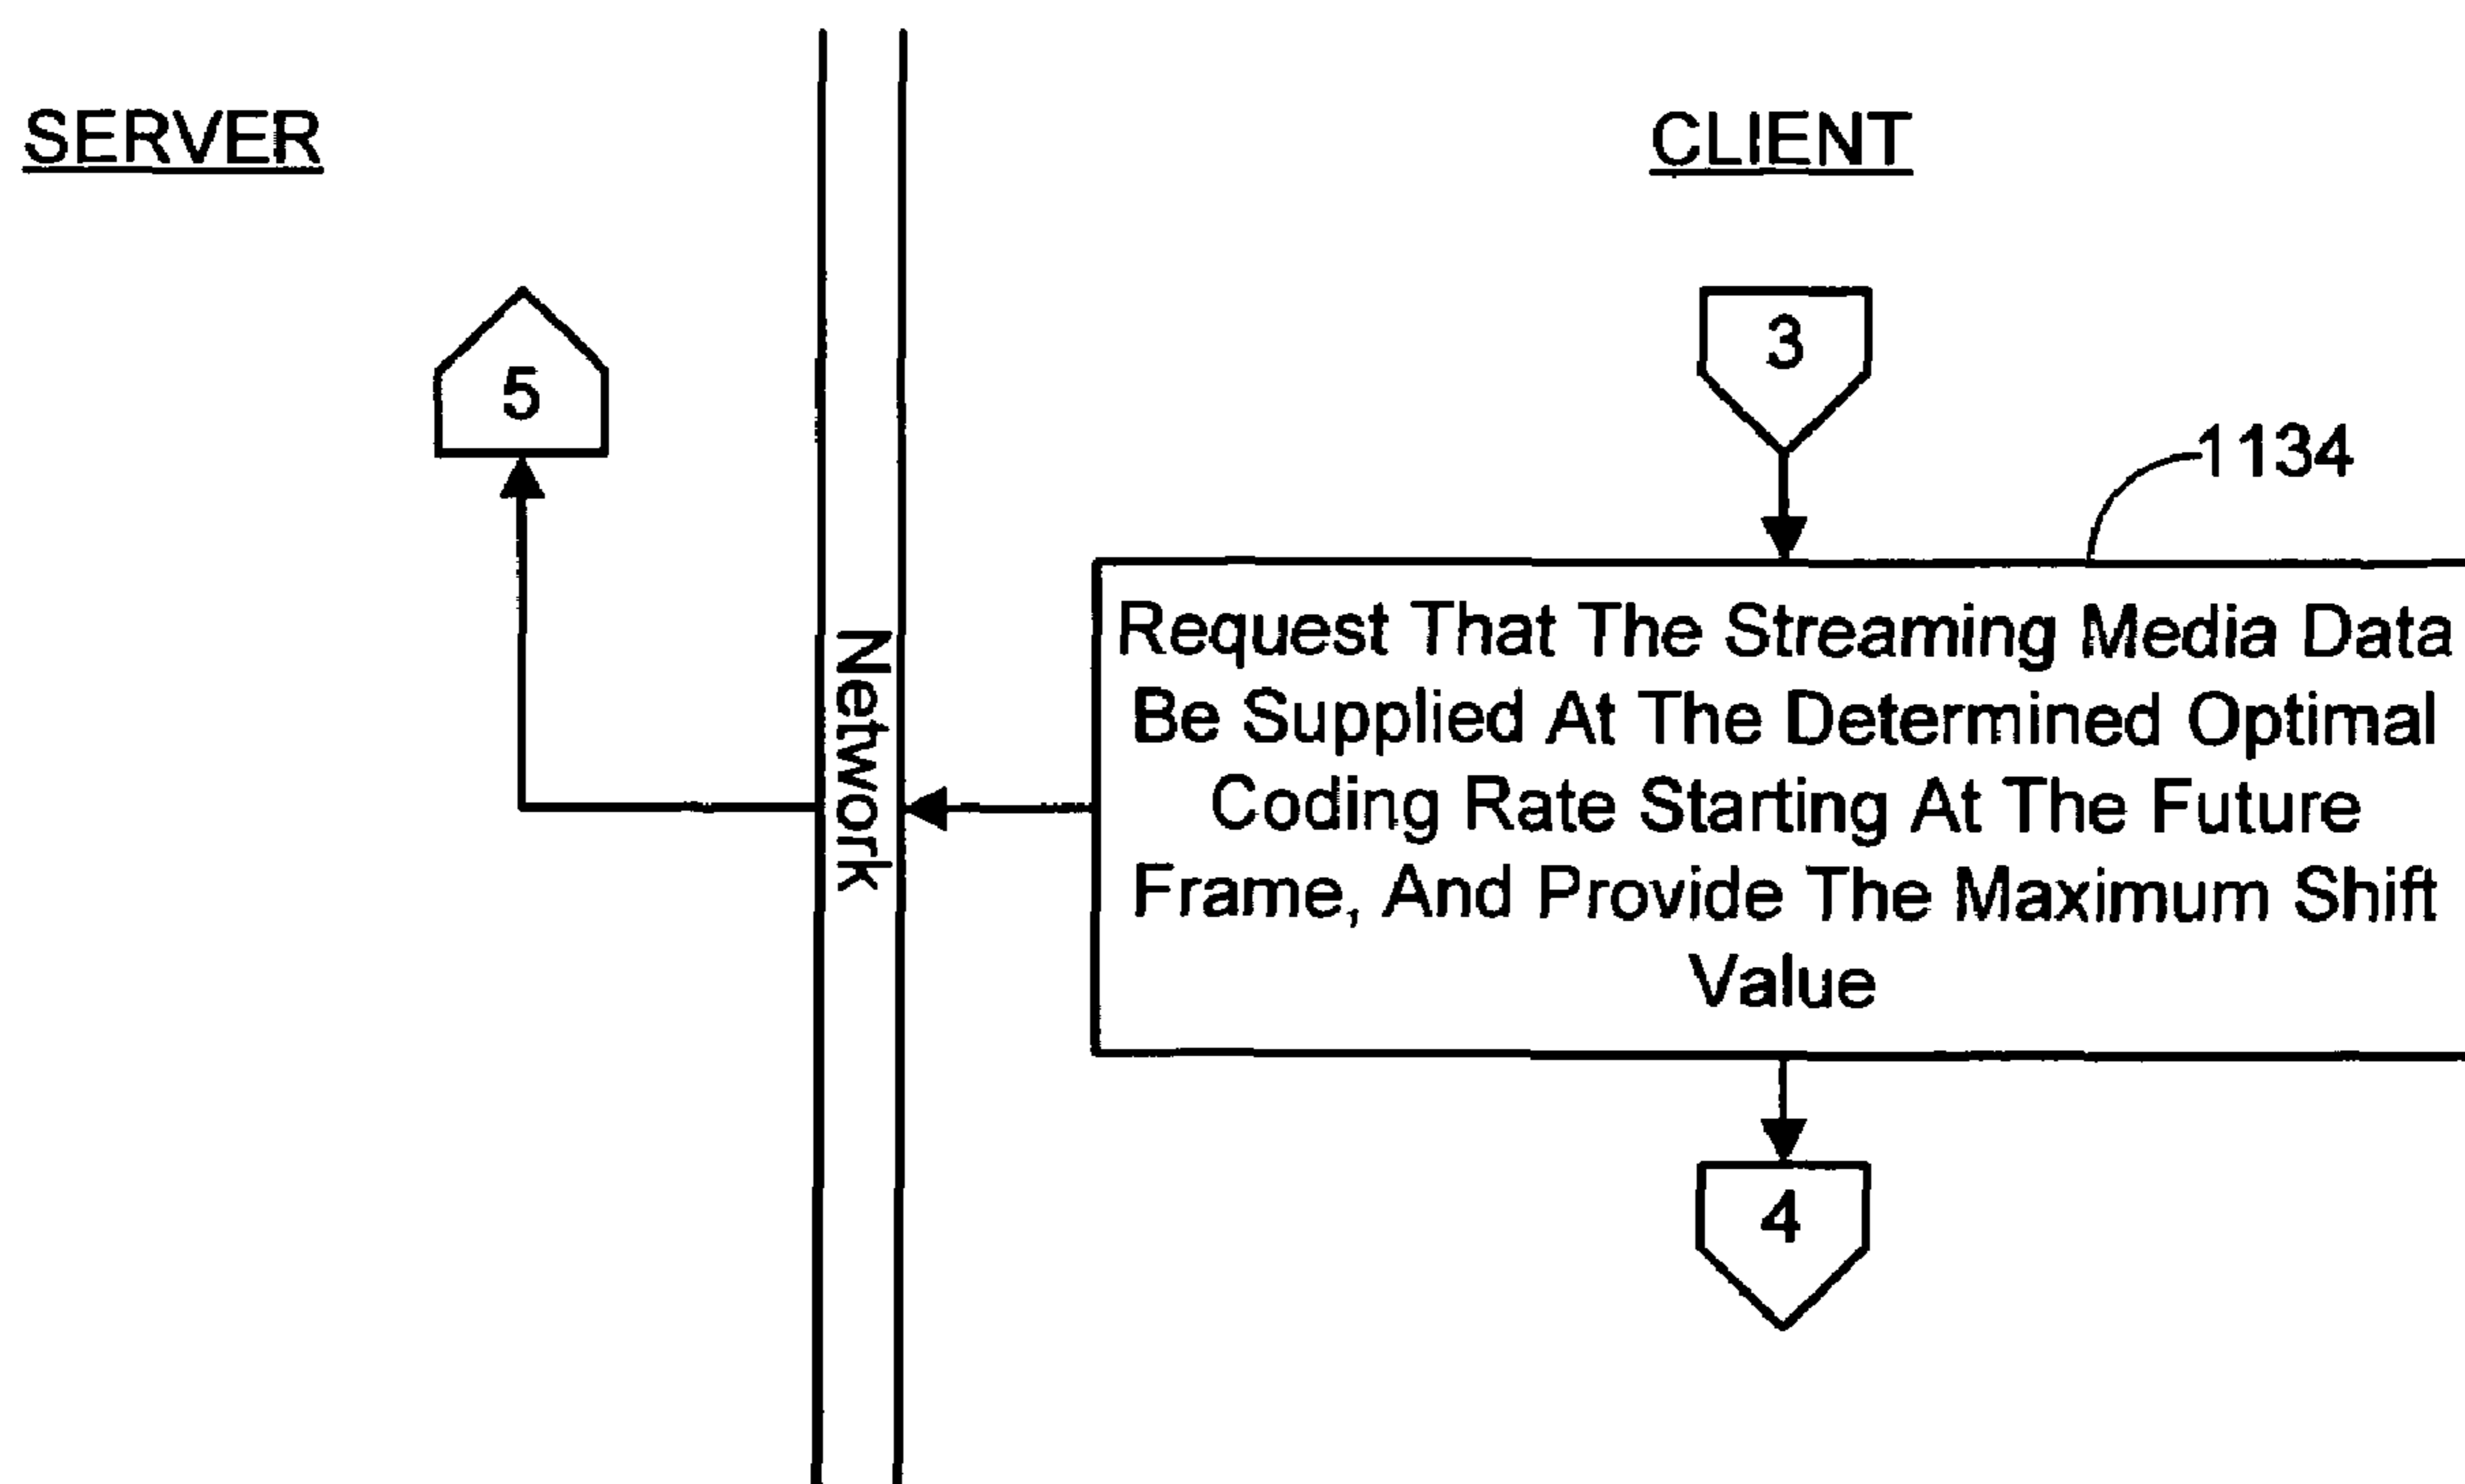 SERVER
CLIENT
5
3
1134
Request That The Streaming Media Data
Be Supplied At The Determined Optimal
Coding Rate Starting At The Future
Frame, And Provide The Maximum Shift
Value
Network
4